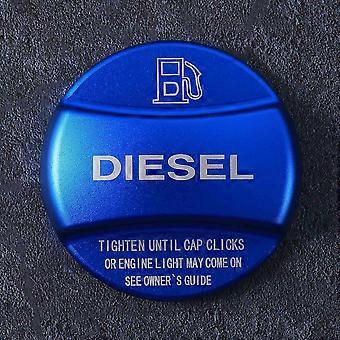 D
DIESEL
TIGHTEN UNTIL CAP CLICKS
OR ENGINE LIGHT MAY COME ON
SEE OWNER`S GUIDE